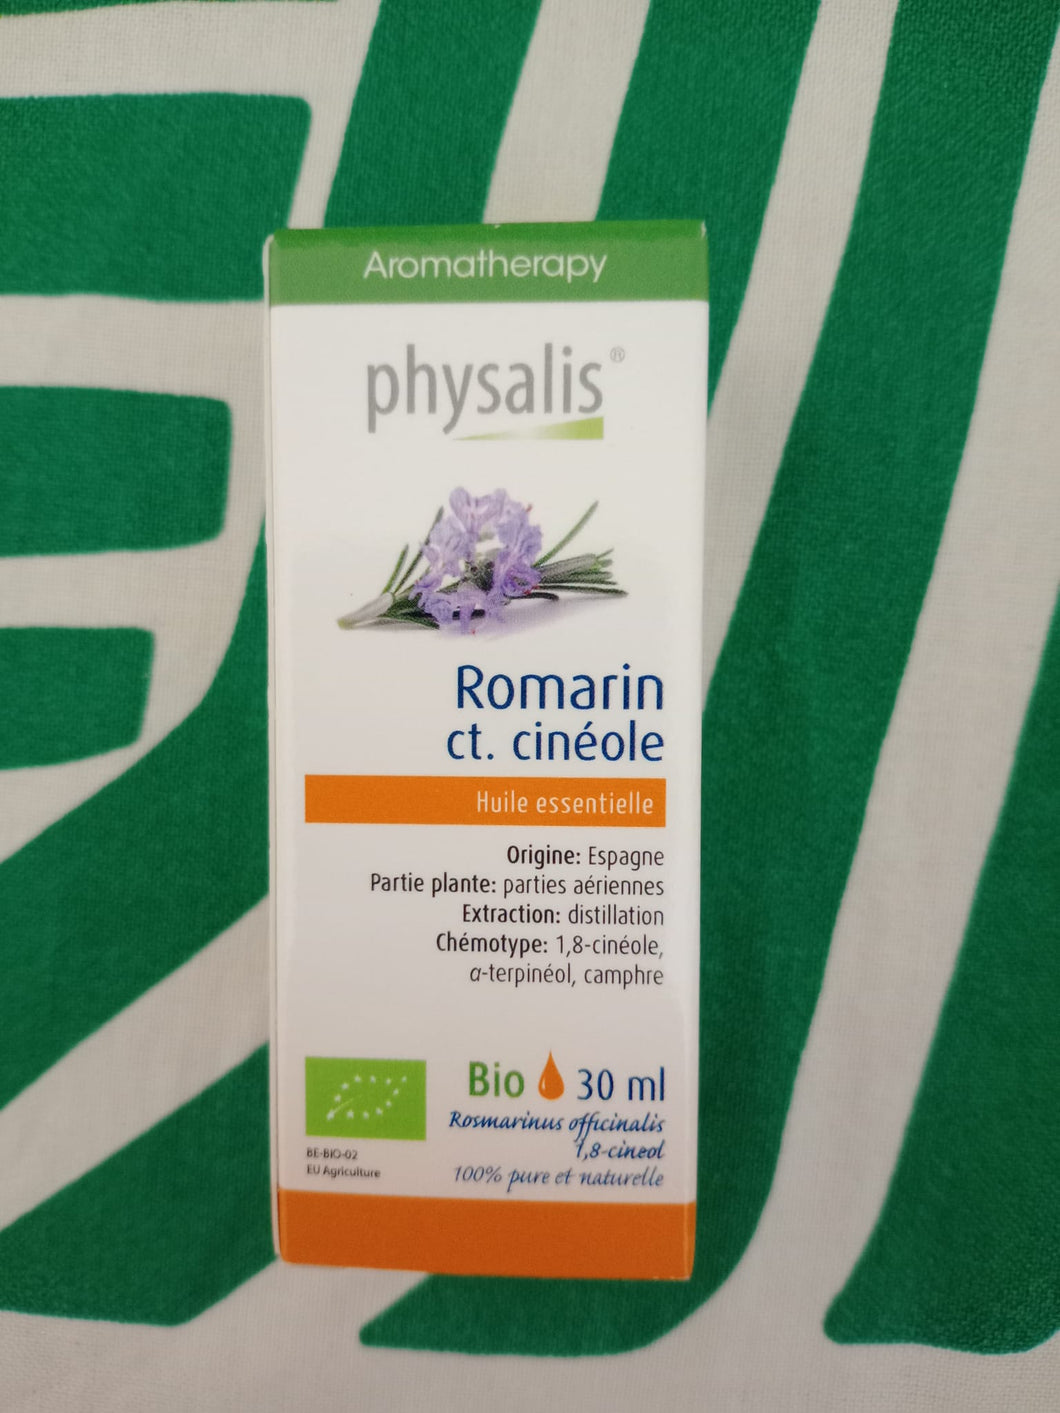 Aromatherapy
physalis®
Romarin
ct. cinéole
Huile essentielle
Origine: Espagne
Partie plante: parties aériennes
Extraction: distillation
Chémotype: 1,8-cinéole,
α-terpinéol, camphre
Bio 30 ml
Rosmarinus officinalis
1,8-cineol
100% pure et naturelle
BE-BIO-02
EU Agriculture